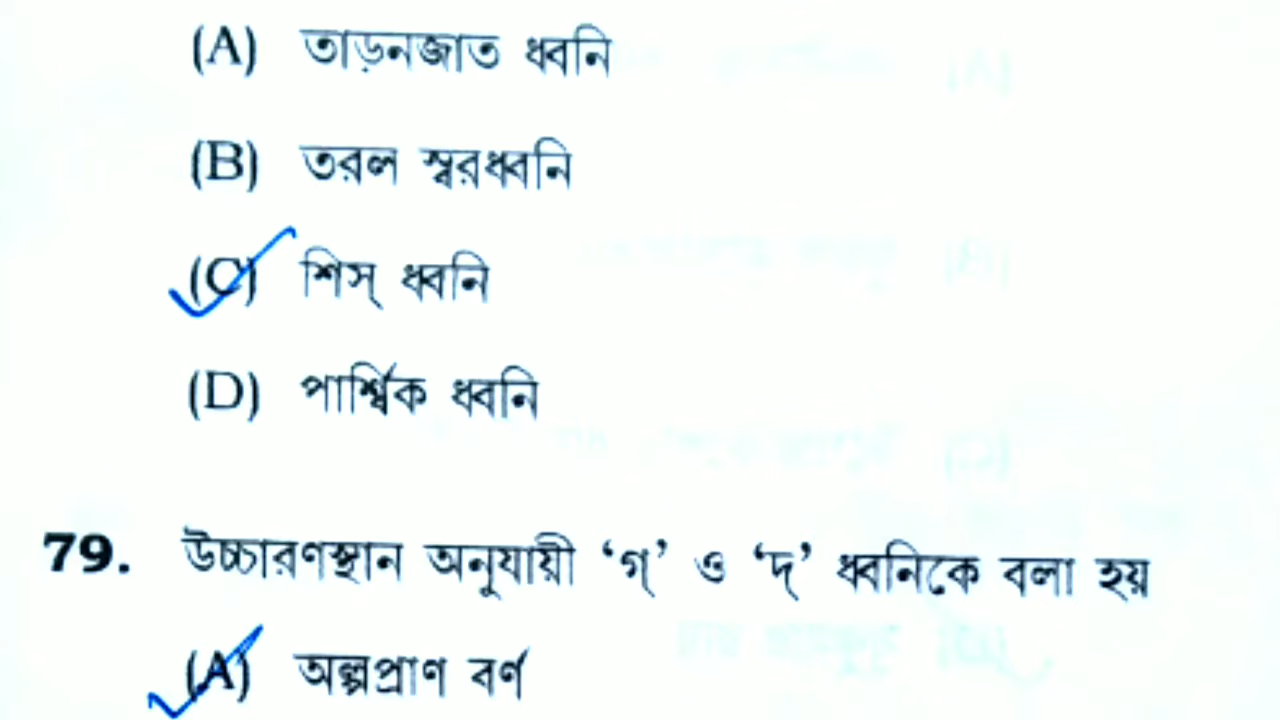 (A) তাড়নজাত ধ্বনি
(B) তরল স্বরধ্বনি
(C) শিস্ ধ্বনি
(D) পার্শ্বিক ধ্বনি
79. উচ্চারণস্থান অনুযায়ী ‘গ্’ ও ‘দ্’ ধ্বনিকে বলা হয়
(A) অল্পপ্রাণ বর্ণ